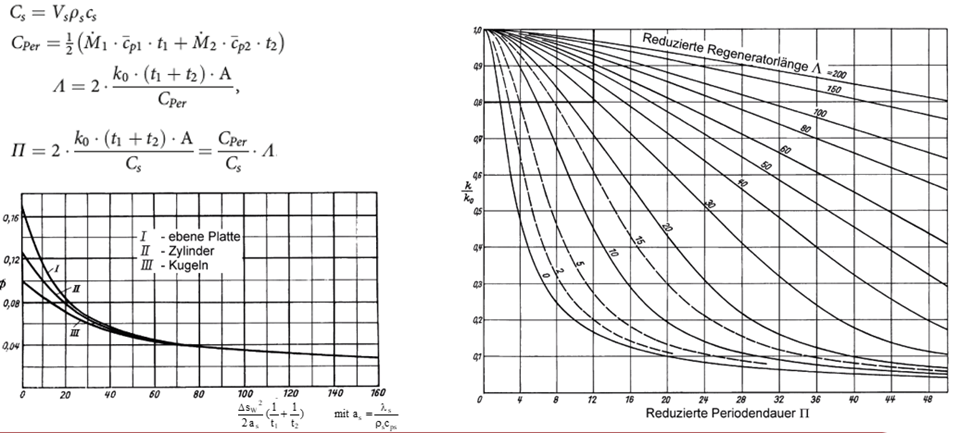 C_s = V_s ρ_s c_s
C_Per = ½ (Ṁ_1 · c̄_p1 · t_1 + Ṁ_2 · c̄_p2 · t_2)
Λ = 2 · k_0 · (t_1 + t_2) · A / C_Per,
Π = 2 · k_0 · (t_1 + t_2) · A / C_s = C_Per / C_s · Λ
0,16
0,12
ϕ
0,08
0,04
I - ebene Platte
II - Zylinder
III - Kugeln
I
II
III
0 20 40 60 80 100 120 140 160
Δs_w² / 2a_s (1/t_1 + 1/t_2) mit a_s = λ_s / ρ_s c_ps
1,0
0,9
0,8
0,7
0,6
k/k_0
0,5
0,4
0,3
0,2
0,1
Reduzierte Regeneratorlänge Λ =200
150
100
80
60
50
40
30
20
15
10
5
2
0
0 4 8 12 16 20 24 28 32 36 40 44 48
Reduzierte Periodendauer Π